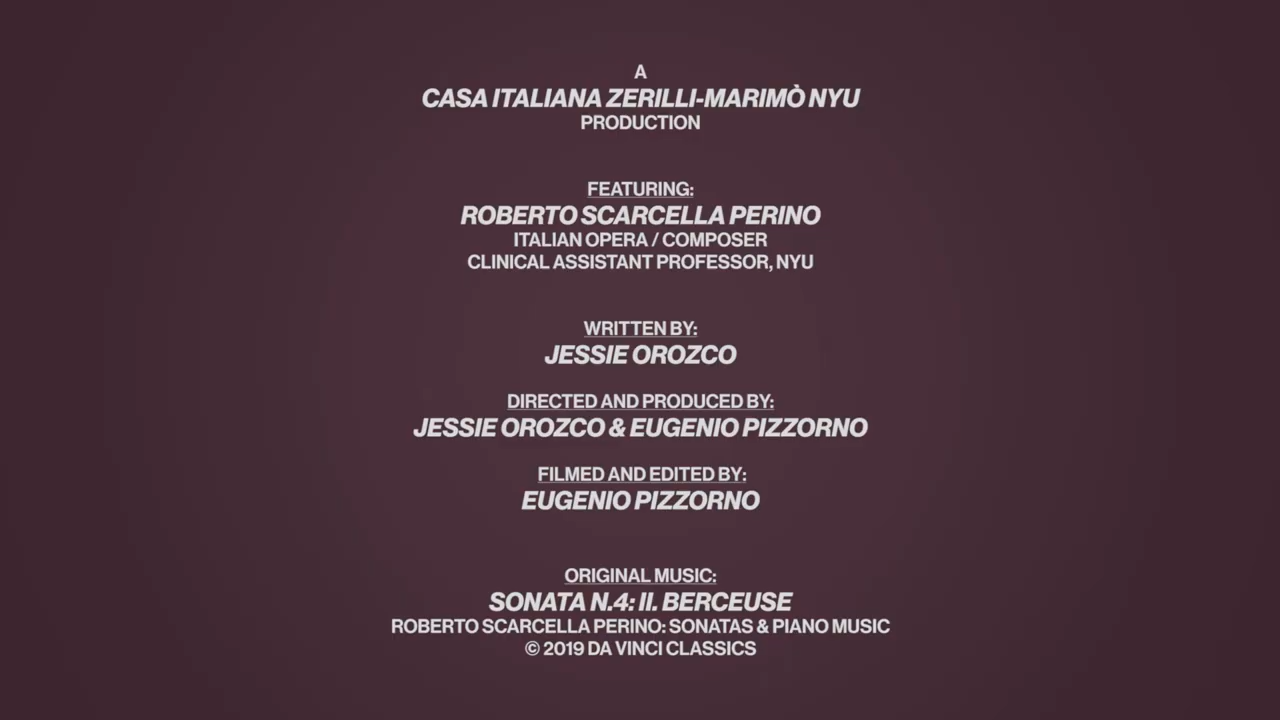 A
CASA ITALIANA ZERILLI-MARIMÒ NYU
PRODUCTION
FEATURING:
ROBERTO SCARCELLA PERINO
ITALIAN OPERA / COMPOSER
CLINICAL ASSISTANT PROFESSOR, NYU
WRITTEN BY:
JESSIE OROZCO
DIRECTED AND PRODUCED BY:
JESSIE OROZCO & EUGENIO PIZZORNO
FILMED AND EDITED BY:
EUGENIO PIZZORNO
ORIGINAL MUSIC:
SONATA N.4: II. BERCEUSE
ROBERTO SCARCELLA PERINO: SONATAS & PIANO MUSIC
© 2019 DA VINCI CLASSICS